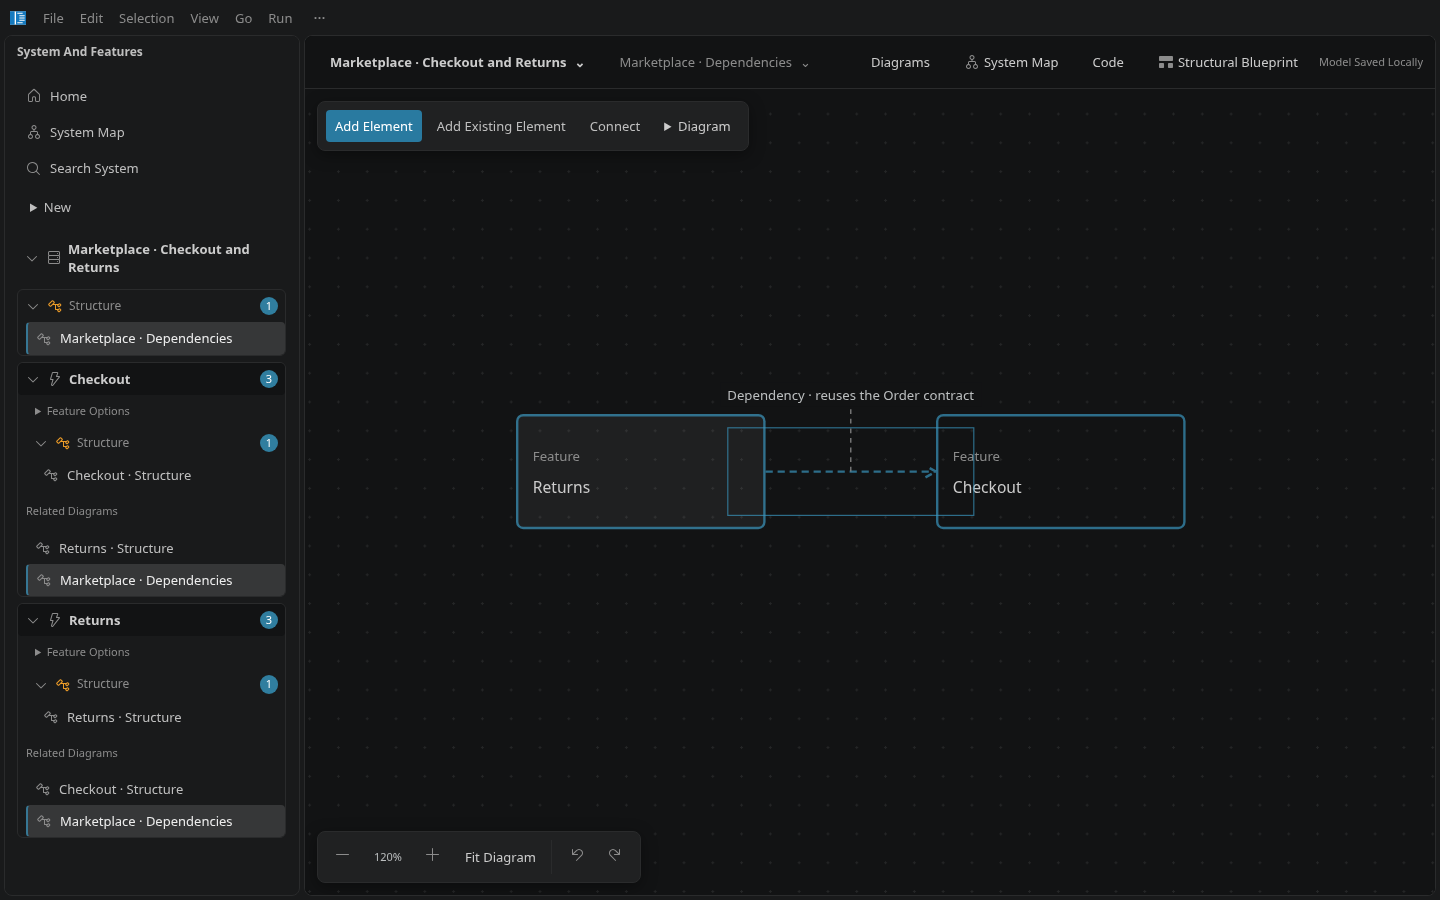 File Edit Selection View Go Run ···
System And Features
Home
System Map
Search System
New
Marketplace · Checkout and
Returns
Structure 1
Marketplace · Dependencies
Checkout 3
Feature Options
Structure 1
Checkout · Structure
Related Diagrams
Returns · Structure
Marketplace · Dependencies
Returns 3
Feature Options
Structure 1
Returns · Structure
Related Diagrams
Checkout · Structure
Marketplace · Dependencies
Marketplace · Checkout and Returns Marketplace · Dependencies Diagrams System Map Code Structural Blueprint Model Saved Locally
Add Element Add Existing Element Connect Diagram
Dependency · reuses the Order contract
Feature
Returns
Feature
Checkout
120% Fit Diagram